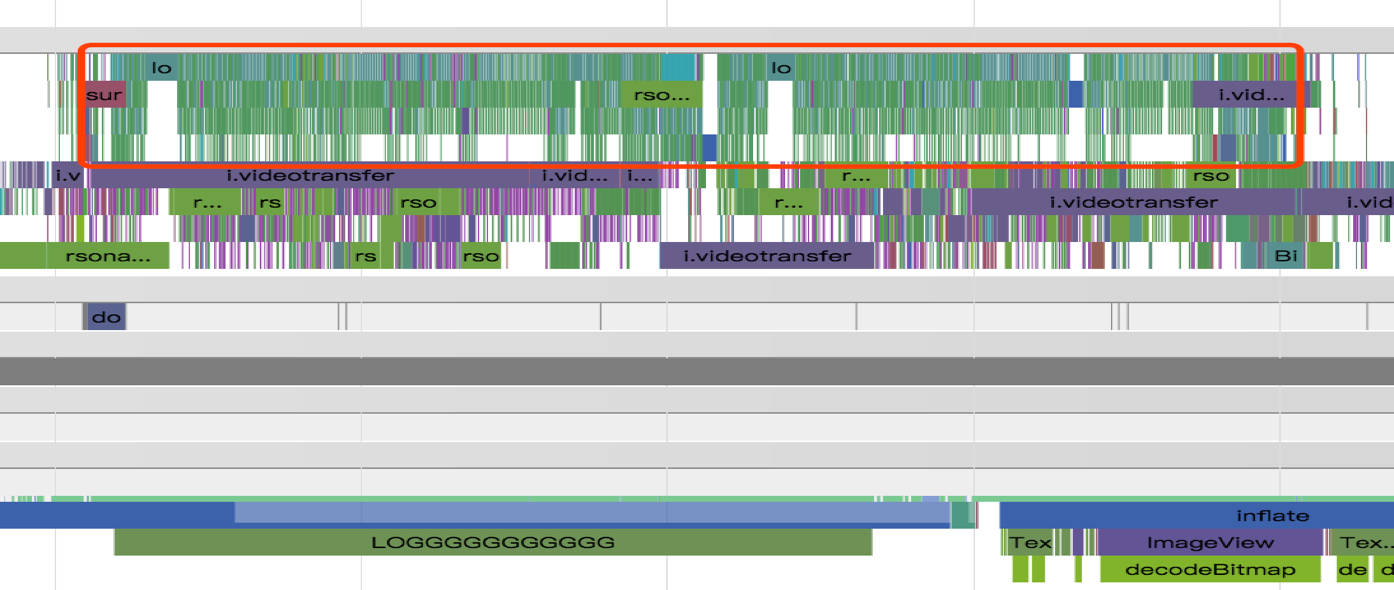 lo lo
sur rso... i.vid...
i.v i.videotransfer i.vid... i... r... rso
r... rs rso r... i.videotransfer i.vid
rsona... rs rso i.videotransfer Bi
do
inflate
LOGGGGGGGGGGG Tex ImageView Tex..
decodeBitmap de d